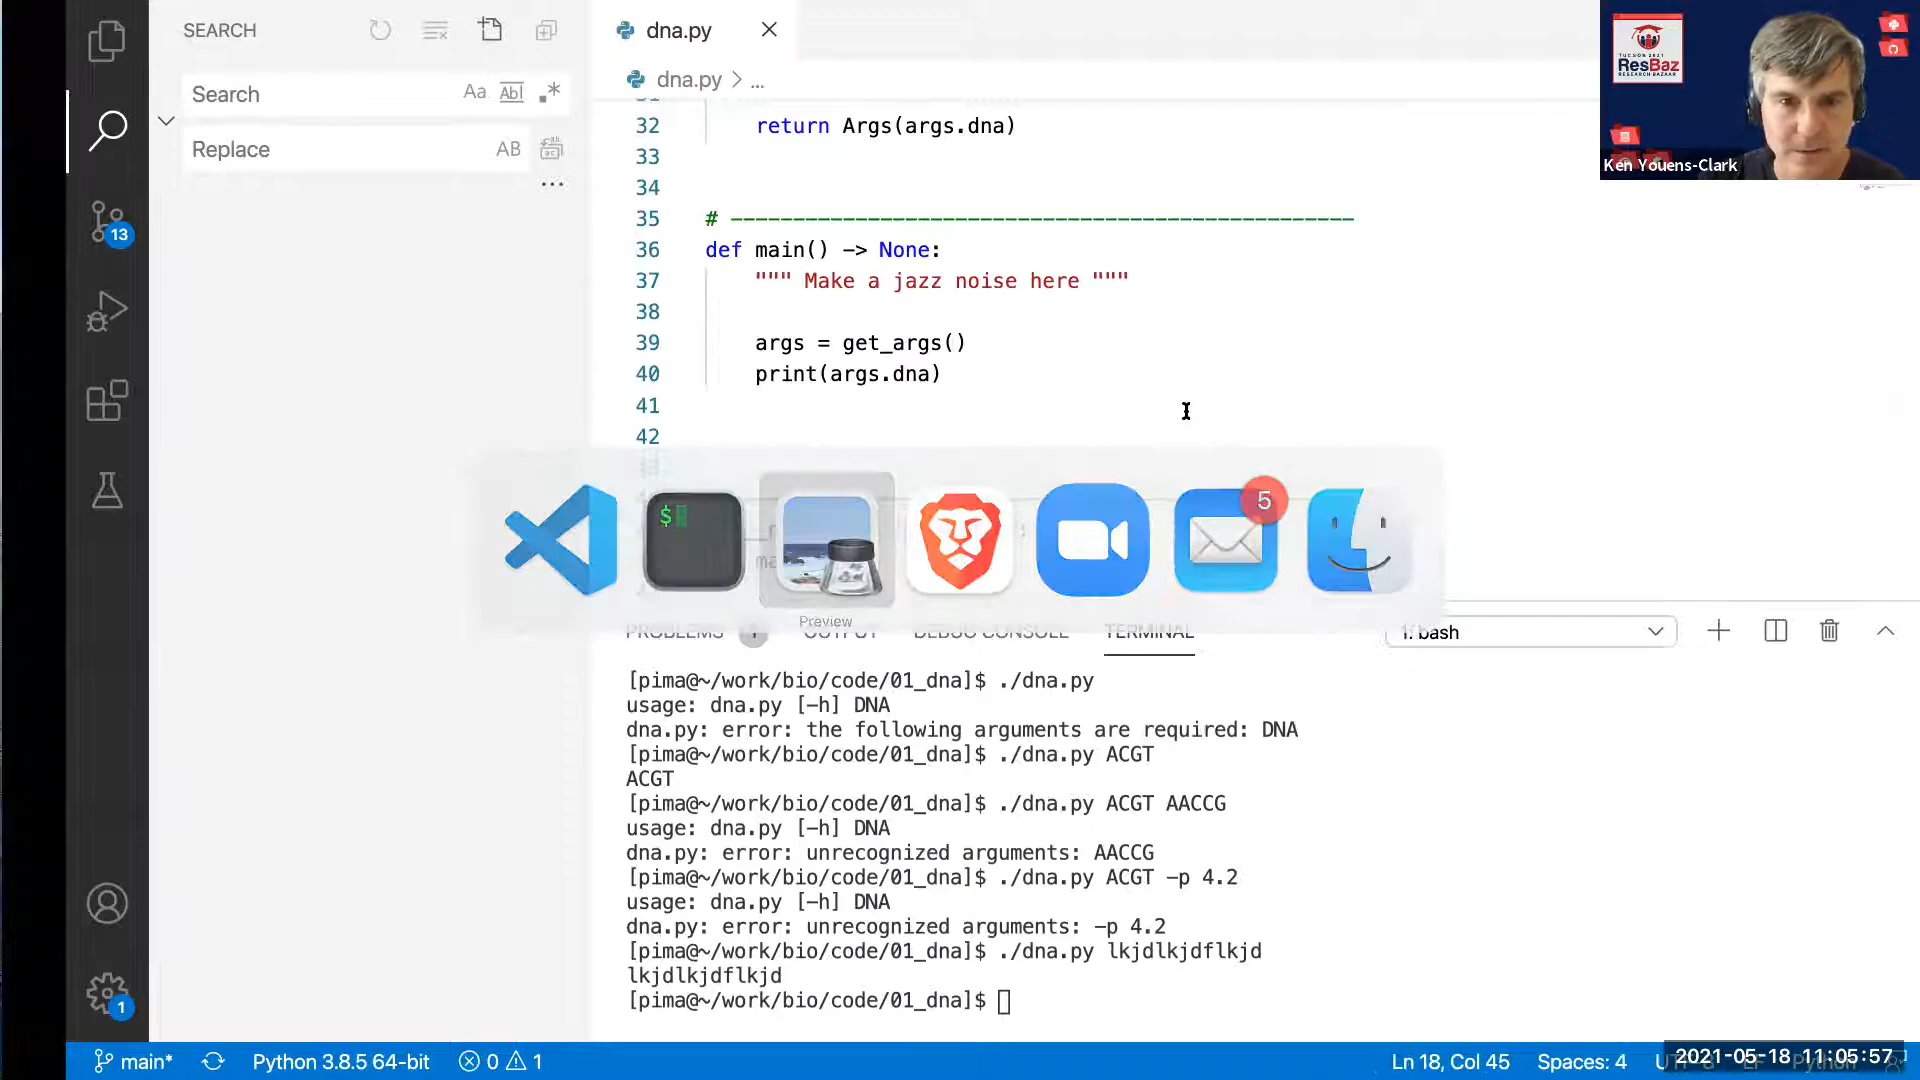 SEARCH
Search
Aa
Abl
.*
Replace
AB
...
dna.py
dna.py > ...
32 return Args(args.dna)
33
34
35 # --------------------------------------------------
36 def main() -> None:
37 """ Make a jazz noise here """
38
39 args = get_args()
40 print(args.dna)
41
42
TUCSON 2021
ResBaz
RESEARCH BAZAAR
Ken Youens-Clark
$
5
Preview
PROBLEMS OUTPUT DEBUG CONSOLE TERMINAL
1: bash
[pima@~/work/bio/code/01_dna]$ ./dna.py
usage: dna.py [-h] DNA
dna.py: error: the following arguments are required: DNA
[pima@~/work/bio/code/01_dna]$ ./dna.py ACGT
ACGT
[pima@~/work/bio/code/01_dna]$ ./dna.py ACGT AACCG
usage: dna.py [-h] DNA
dna.py: error: unrecognized arguments: AACCG
[pima@~/work/bio/code/01_dna]$ ./dna.py ACGT -p 4.2
usage: dna.py [-h] DNA
dna.py: error: unrecognized arguments: -p 4.2
[pima@~/work/bio/code/01_dna]$ ./dna.py lkjdlkjdflkjd
lkjdlkjdflkjd
[pima@~/work/bio/code/01_dna]$
13
1
main* Python 3.8.5 64-bit 0 1 Ln 18, Col 45 Spaces: 4
2021-05-18 11:05:57